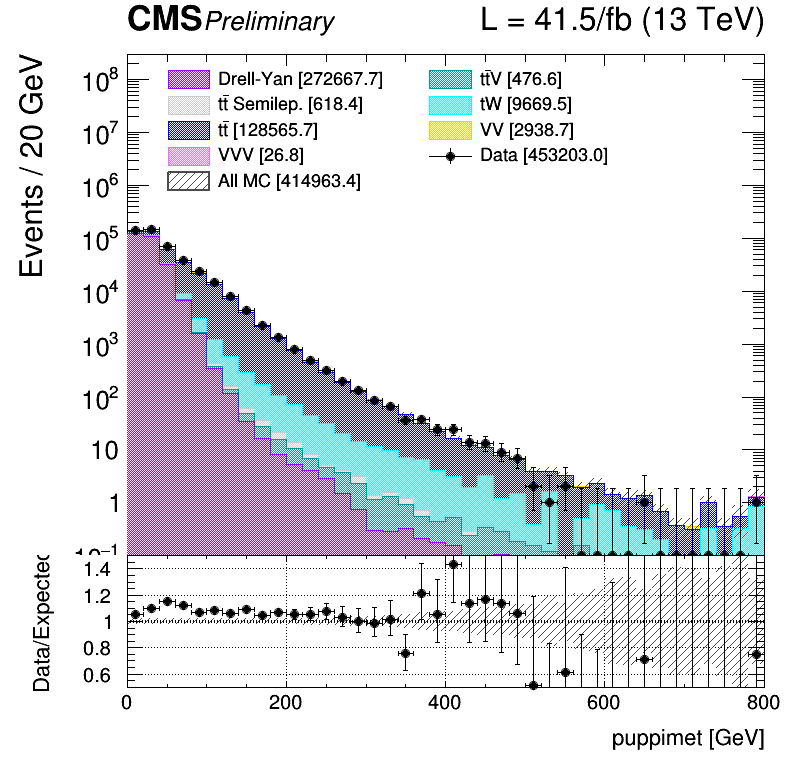 CMS Preliminary L = 41.5/fb (13 TeV)
Events / 20 GeV
Drell-Yan [272667.7]
tt̄ Semilep. [618.4]
tt̄ [128565.7]
VVV [26.8]
All MC [414963.4]
tt̄V [476.6]
tW [9669.5]
VV [2938.7]
Data [453203.0]
10⁸
10⁷
10⁶
10⁵
10⁴
10³
10²
10
1
10⁻¹
Data/Expected
1.4
1.2
1
0.8
0.6
0 200 400 600 800
puppimet [GeV]